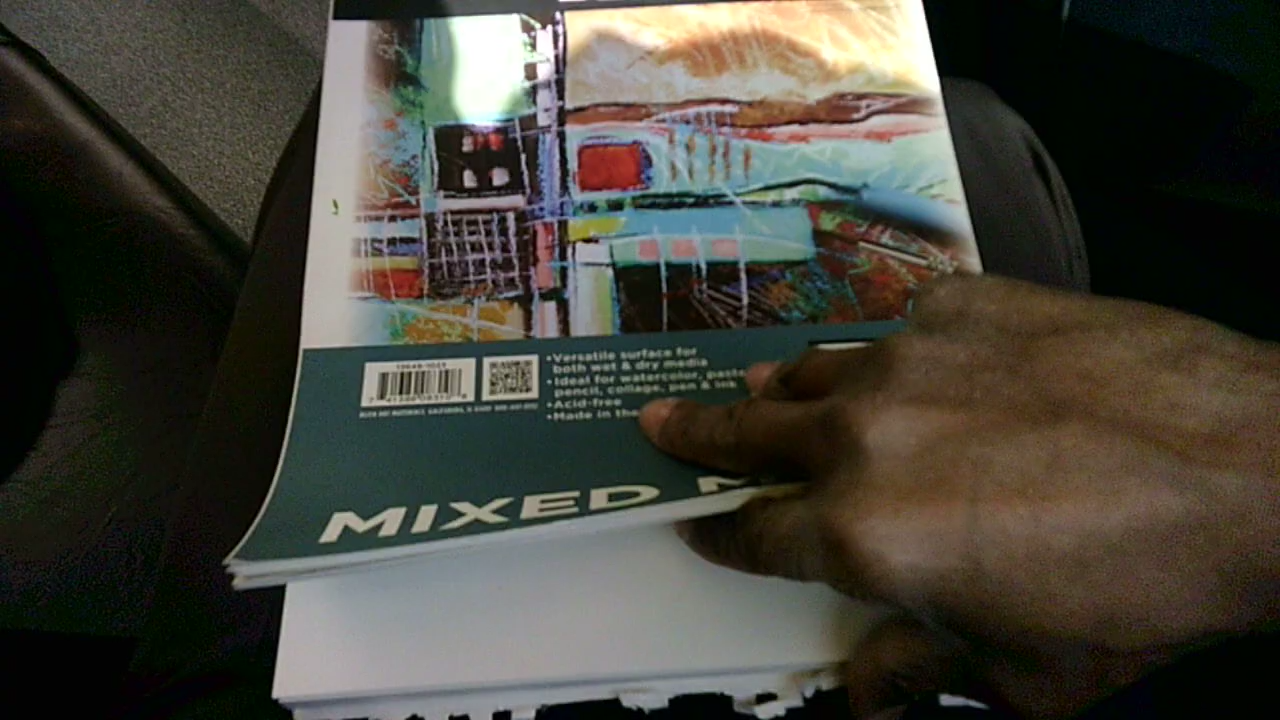 •Versatile surface for
both wet & dry media
•Ideal for watercolor,
pencil, collage, pen & ink
•Acid-free
•Made in the
MIXED M